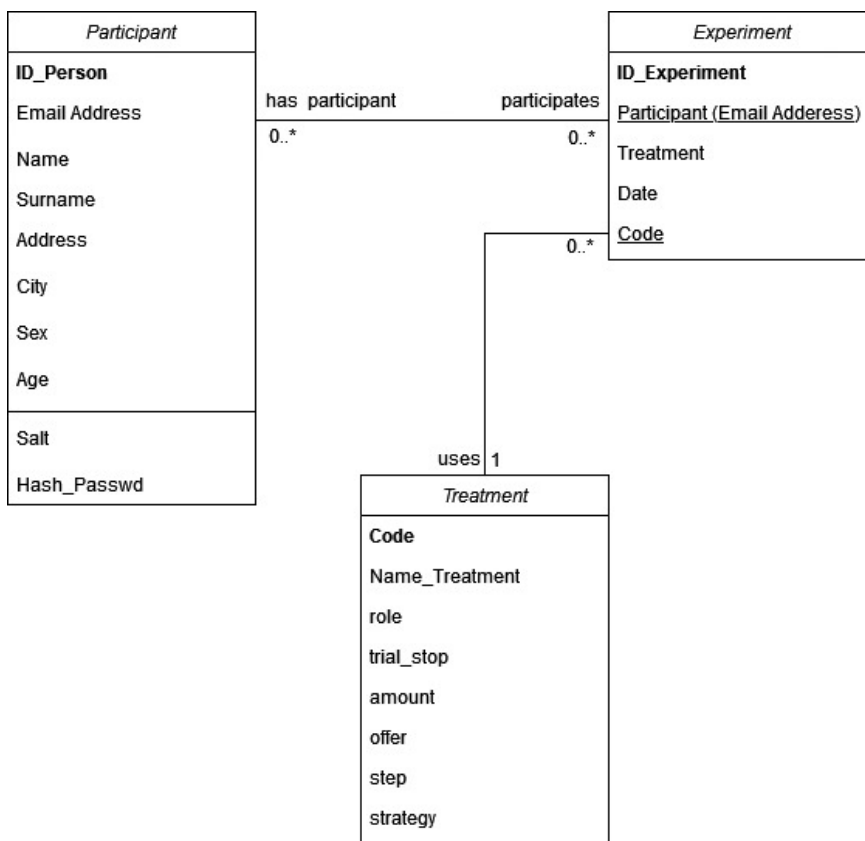 Participant
ID_Person
Email Address
Name
Surname
Address
City
Sex
Age
Salt
Hash_Passwd
has participant
0..*
participates
0..*
Experiment
ID_Experiment
Participant (Email Adderess)
Treatment
Date
Code
0..*
uses 1
Treatment
Code
Name_Treatment
role
trial_stop
amount
offer
step
strategy